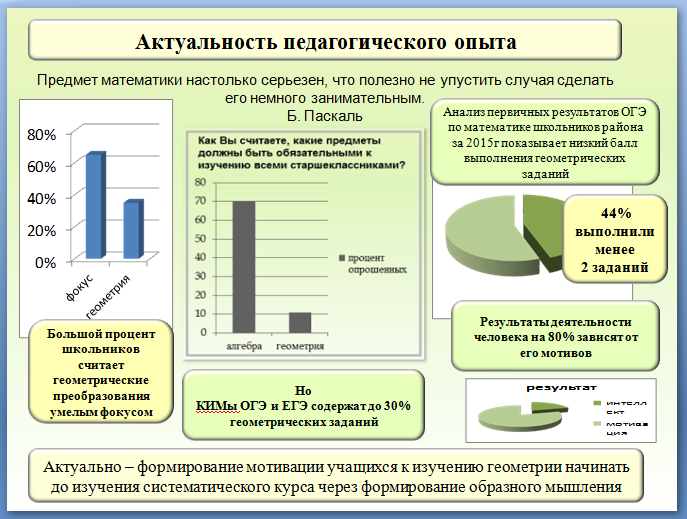 Актуальность педагогического опыта
Предмет математики настолько серьезен, что полезно не упустить случая сделать
его немного занимательным.
Б. Паскаль
80%
60%
40%
20%
0%
фокус
геометрия
Большой процент
школьников
считает
геометрические
преобразования
умелым фокусом
Как Вы считаете, какие предметы
должны быть обязательными к
изучению всеми старшеклассниками?
80
70
60
50
40
30
20
10
0
алгебра
геометрия
процент
опрошенных
Но
КИМы ОГЭ и ЕГЭ содержат до 30%
геометрических заданий
Анализ первичных результатов ОГЭ
по математике школьников района
за 2015г показывает низкий балл
выполнения геометрических
заданий
44%
выполнили
менее
2 заданий
Результаты деятельности
человека на 80% зависят от
его мотивов
результат
интелл
ект
мотива
ция
Актуально – формирование мотивации учащихся к изучению геометрии начинать
до изучения систематического курса через формирование образного мышления